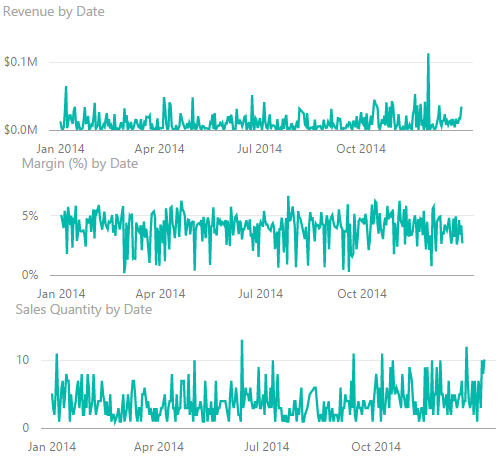 Revenue by Date
$0.1M
$0.0M
Jan 2014 Apr 2014 Jul 2014 Oct 2014
Margin (%) by Date
5%
0%
Jan 2014 Apr 2014 Jul 2014 Oct 2014
Sales Quantity by Date
10
0
Jan 2014 Apr 2014 Jul 2014 Oct 2014